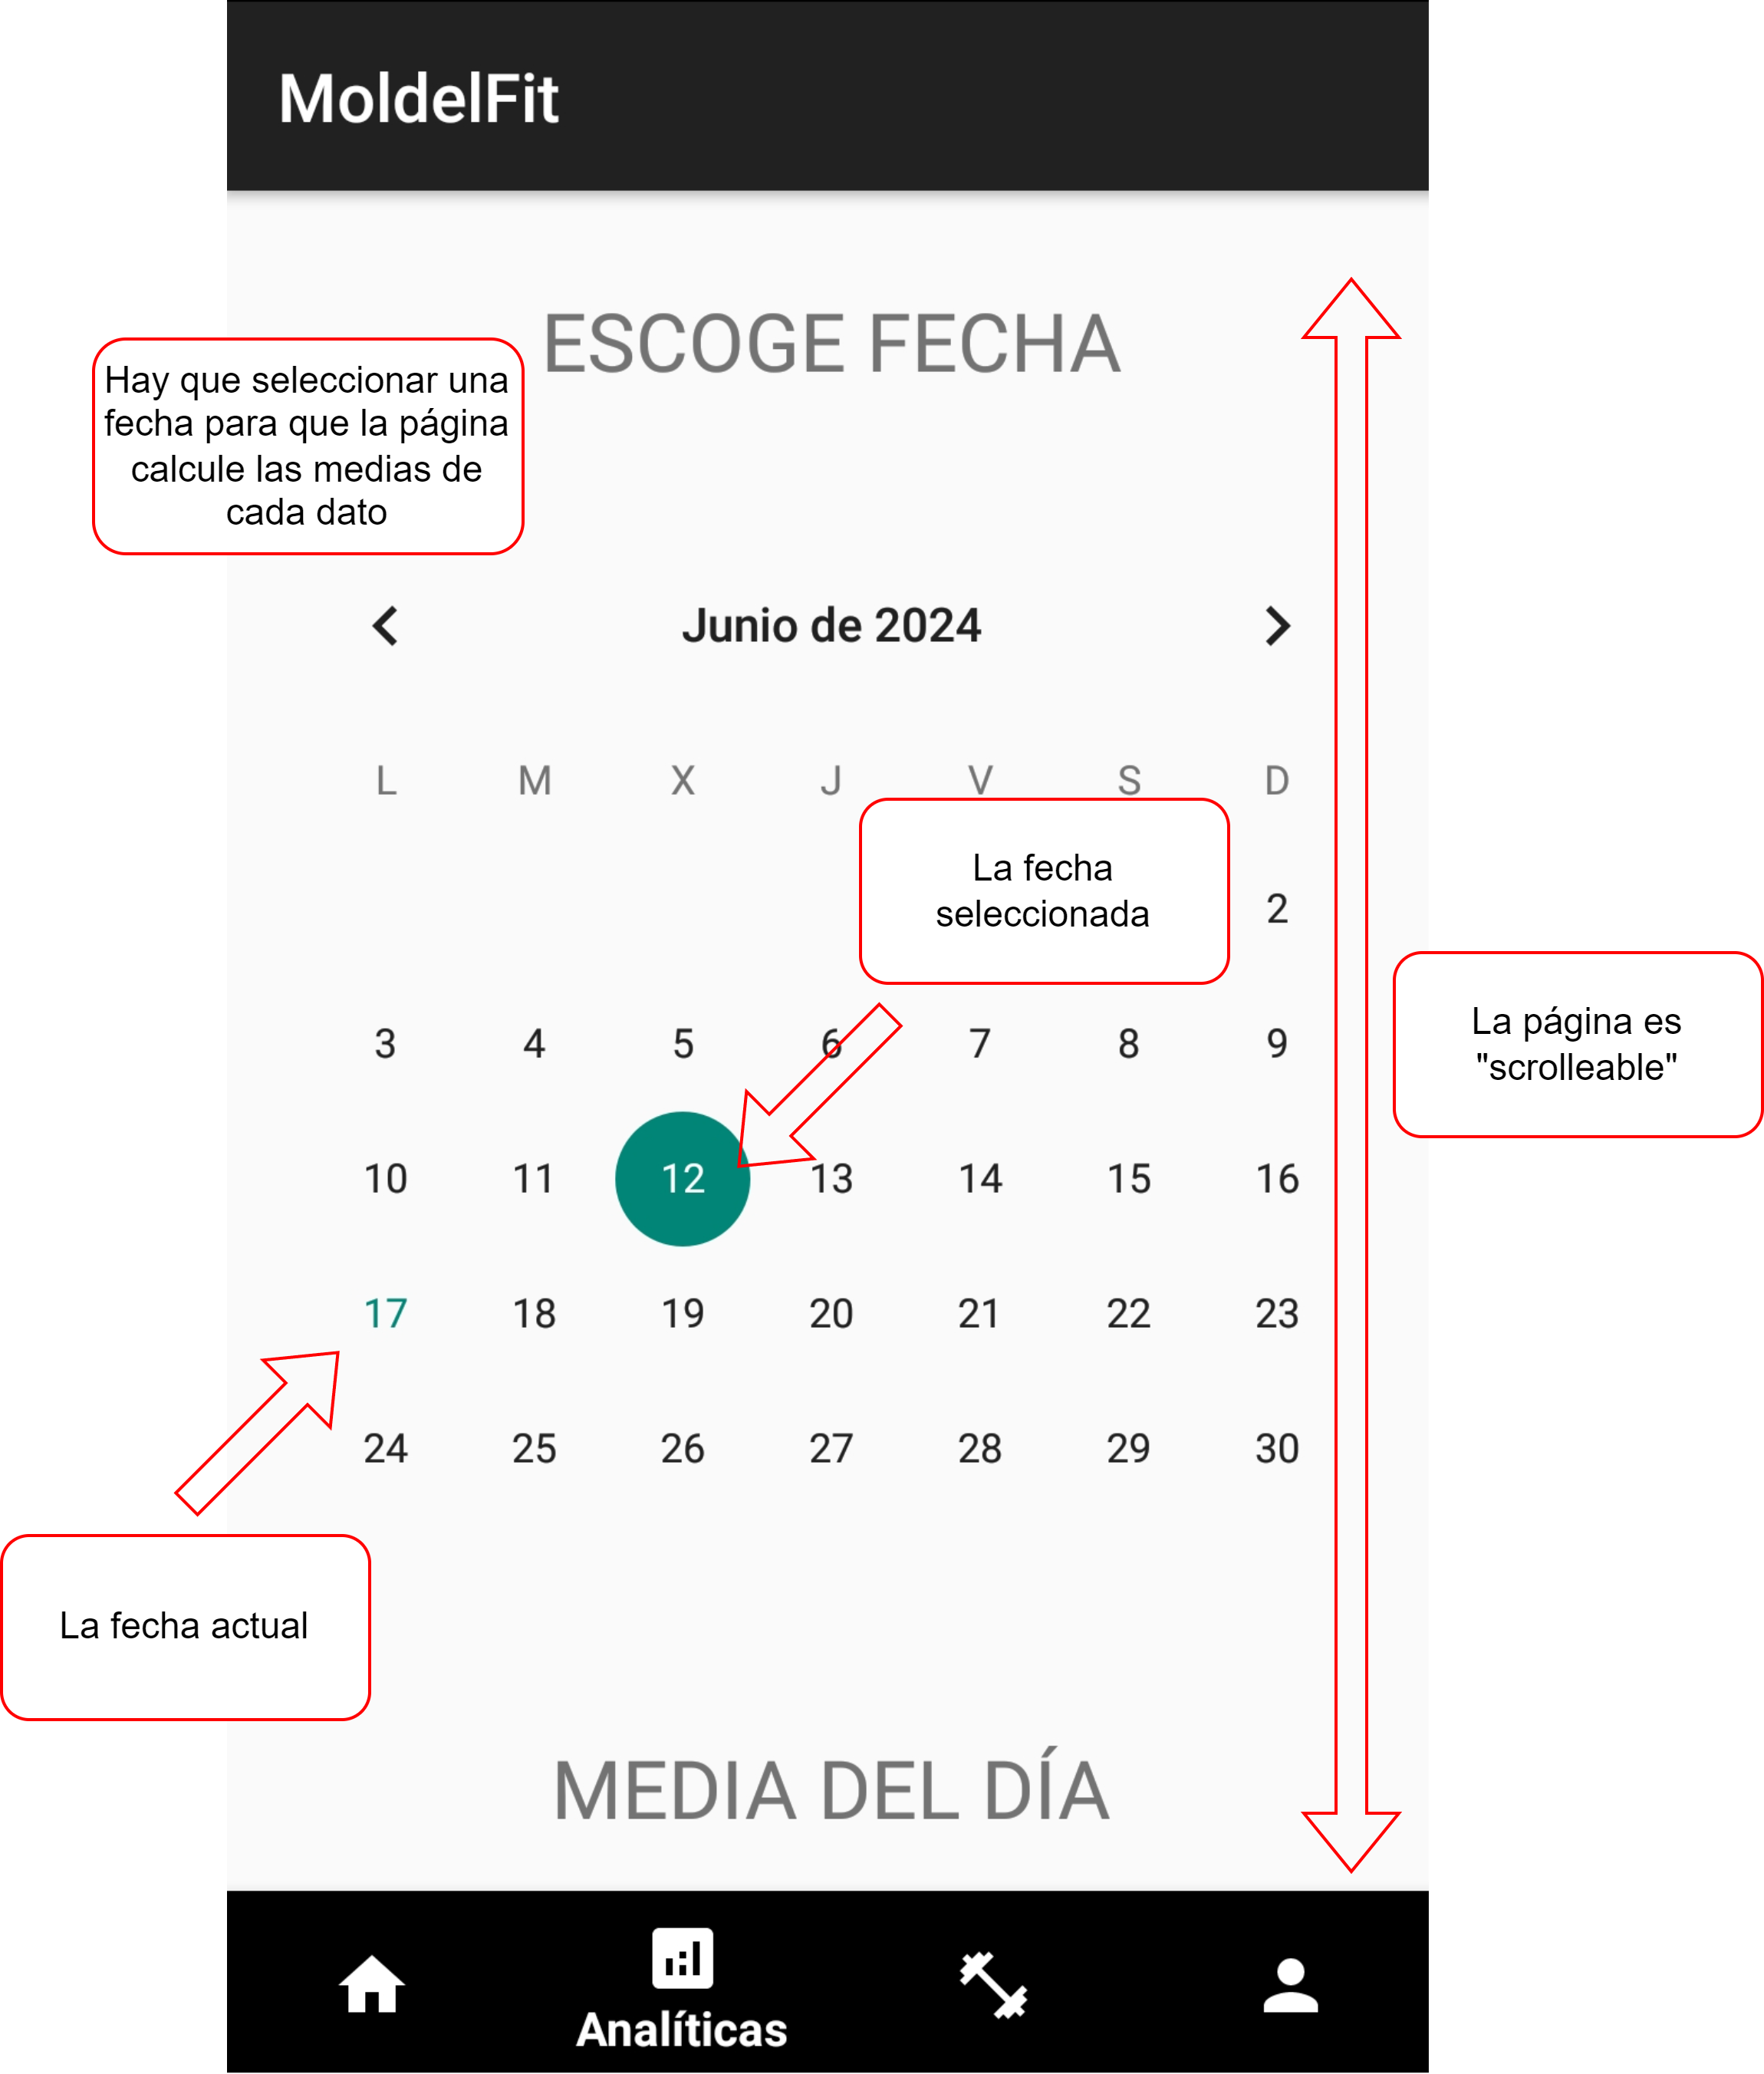 MoldelFit
ESCOGE FECHA
Hay que seleccionar una
fecha para que la página
calcule las medias de
cada dato
Junio de 2024
L M X J V S D
La fecha
seleccionada
2
3 4 5 6 7 8 9
La página es
"scrolleable"
10 11 12 13 14 15 16
17 18 19 20 21 22 23
24 25 26 27 28 29 30
La fecha actual
MEDIA DEL DÍA
Analíticas